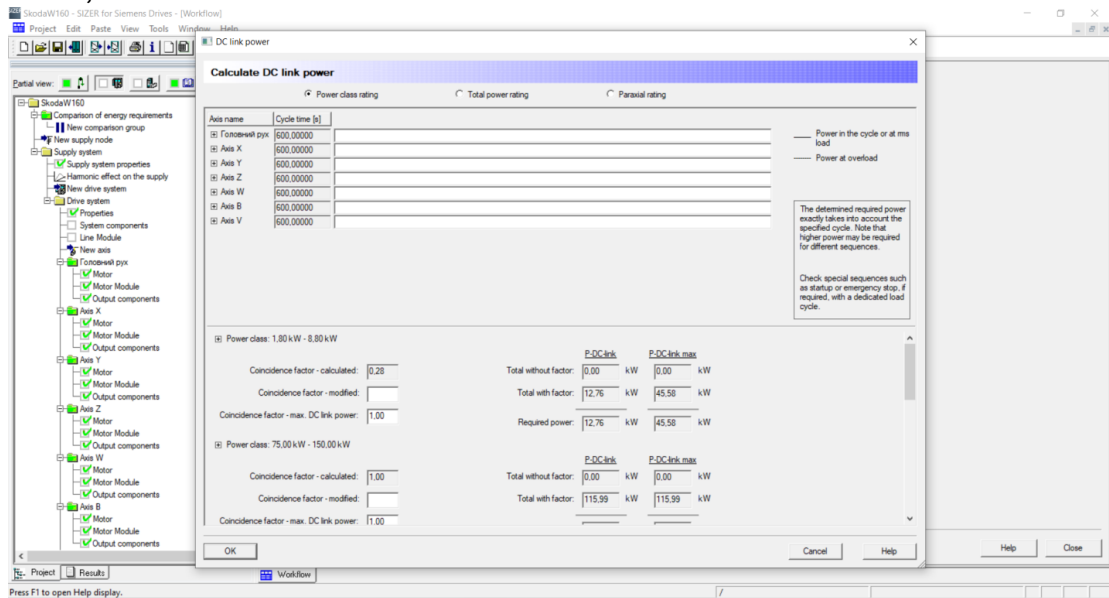 SkodaW160 - SIZER for Siemens Drives - [Workflow]
Project Edit Paste View Tools Window Help
DC link power
Calculate DC link power
Power class rating Total power rating Paraxial rating
Partial view:
SkodaW160
Comparison of energy requirements
New comparison group
New supply node
Supply system
Supply system properties
Harmonic effect on the supply
New drive system
Drive system
Properties
System components
Line Module
New axis
Головний рух
Motor
Motor Module
Output components
Axis X
Motor
Motor Module
Output components
Axis Y
Motor
Motor Module
Output components
Axis Z
Motor
Motor Module
Output components
Axis W
Motor
Motor Module
Output components
Axis B
Motor
Motor Module
Output components
Axis name Cycle time [s]
Головний рух 600,00000
Axis X 600,00000
Axis Y 600,00000
Axis Z 600,00000
Axis W 600,00000
Axis B 600,00000
Axis V 600,00000
Power in the cycle or at rms
load
Power at overload
The determined required power
exactly takes into account the
specified cycle. Note that
higher power may be required
for different sequences.
Check special sequences such
as startup or emergency stop, if
required, with a dedicated load
cycle.
Power class: 1,80 kW - 8,80 kW
P-DC-link P-DC-link max
Coincidence factor - calculated: 0,28 Total without factor: 0,00 kW 0,00 kW
Coincidence factor - modified: Total with factor: 12,76 kW 45,58 kW
Coincidence factor - max. DC link power: 1,00 Required power: 12,76 kW 45,58 kW
Power class: 75,00 kW - 150,00 kW
P-DC-link P-DC-link max
Coincidence factor - calculated: 1,00 Total without factor: 0,00 kW 0,00 kW
Coincidence factor - modified: Total with factor: 115,99 kW 115,99 kW
Coincidence factor - max. DC link power: 1,00
OK Cancel Help
Help Close
Project Results Workflow
Press F1 to open Help display.